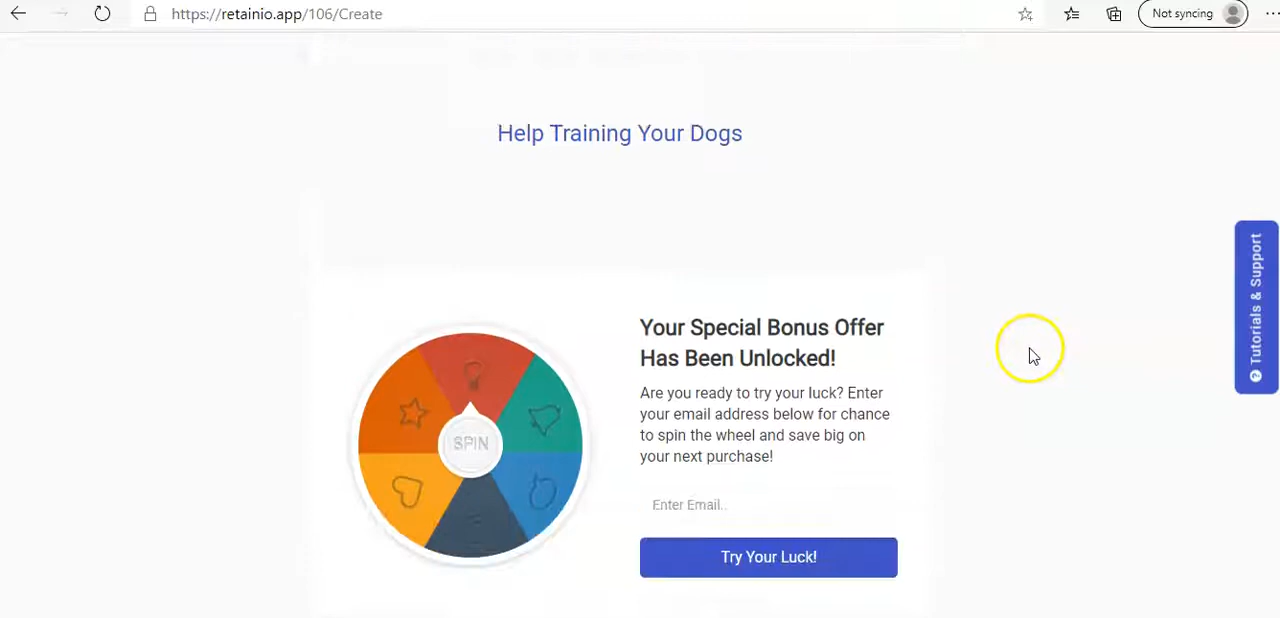 https://retainio.app/106/Create
Not syncing
Help Training Your Dogs
Your Special Bonus Offer
Has Been Unlocked!
Are you ready to try your luck? Enter
your email address below for chance
to spin the wheel and save big on
your next purchase!
SPIN
Enter Email..
Try Your Luck!
? Tutorials & Support